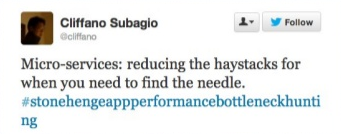 Cliffano Subagio
@cliffano
Follow
Micro-services: reducing the haystacks for
when you need to find the needle.
#stonehengeappperformancebottleneckhunti
ng